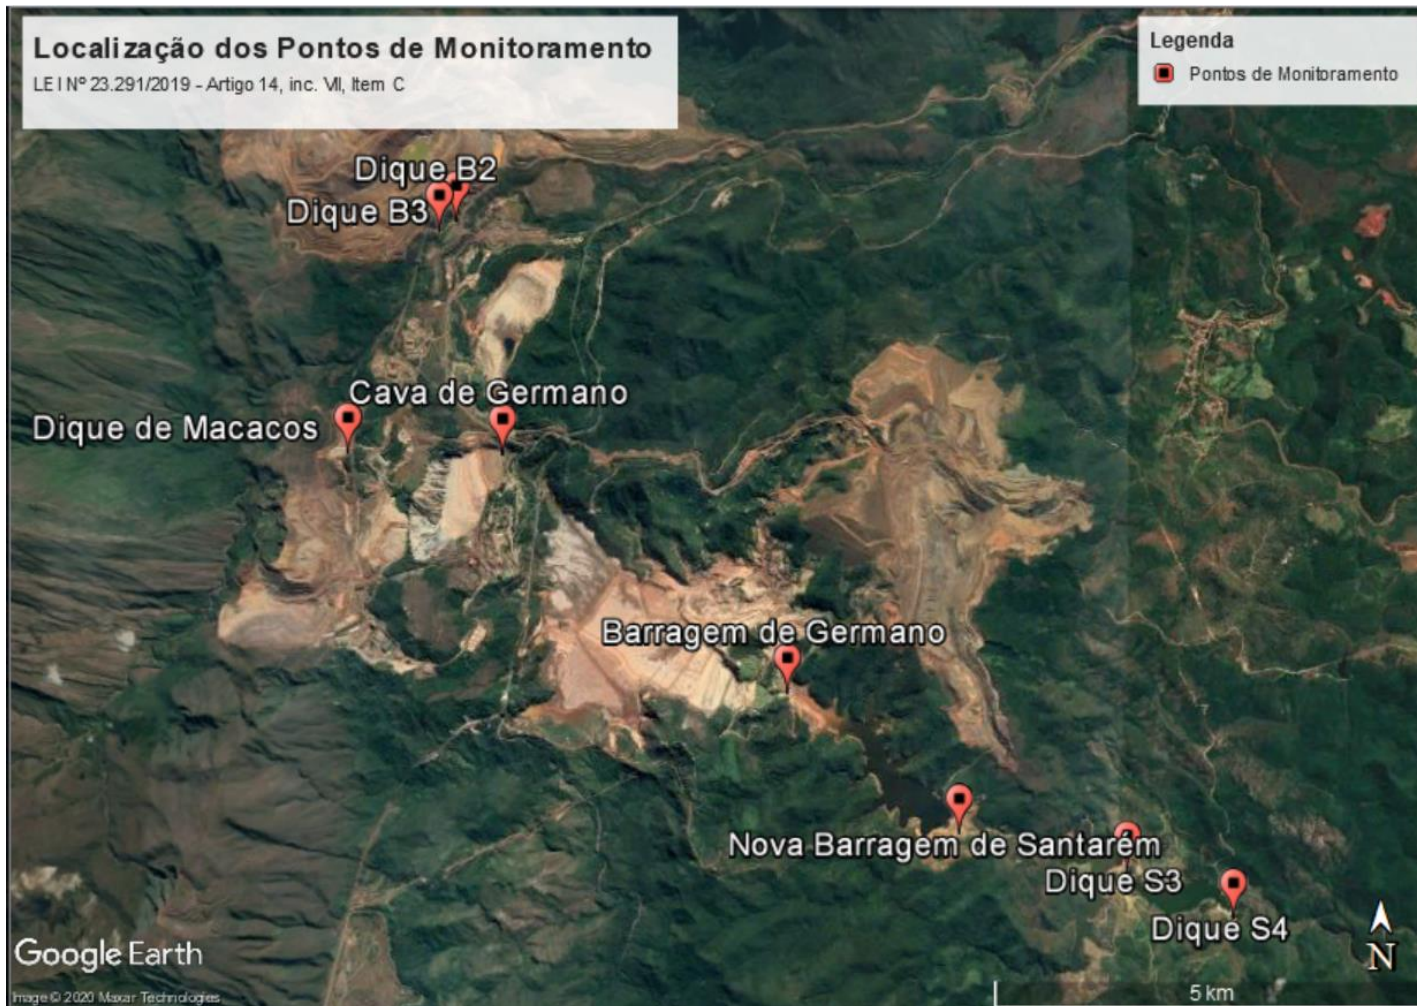 Localização dos Pontos de Monitoramento
LEI Nº 23.291/2019 - Artigo 14, inc. VII, Item C
Legenda
Pontos de Monitoramento
Dique B2
Dique B3
Cava de Germano
Dique de Macacos
Barragem de Germano
Nova Barragem de Santarém
Dique S3
Dique S4
Google Earth
N
Image © 2020 Maxar Technologies
5 km